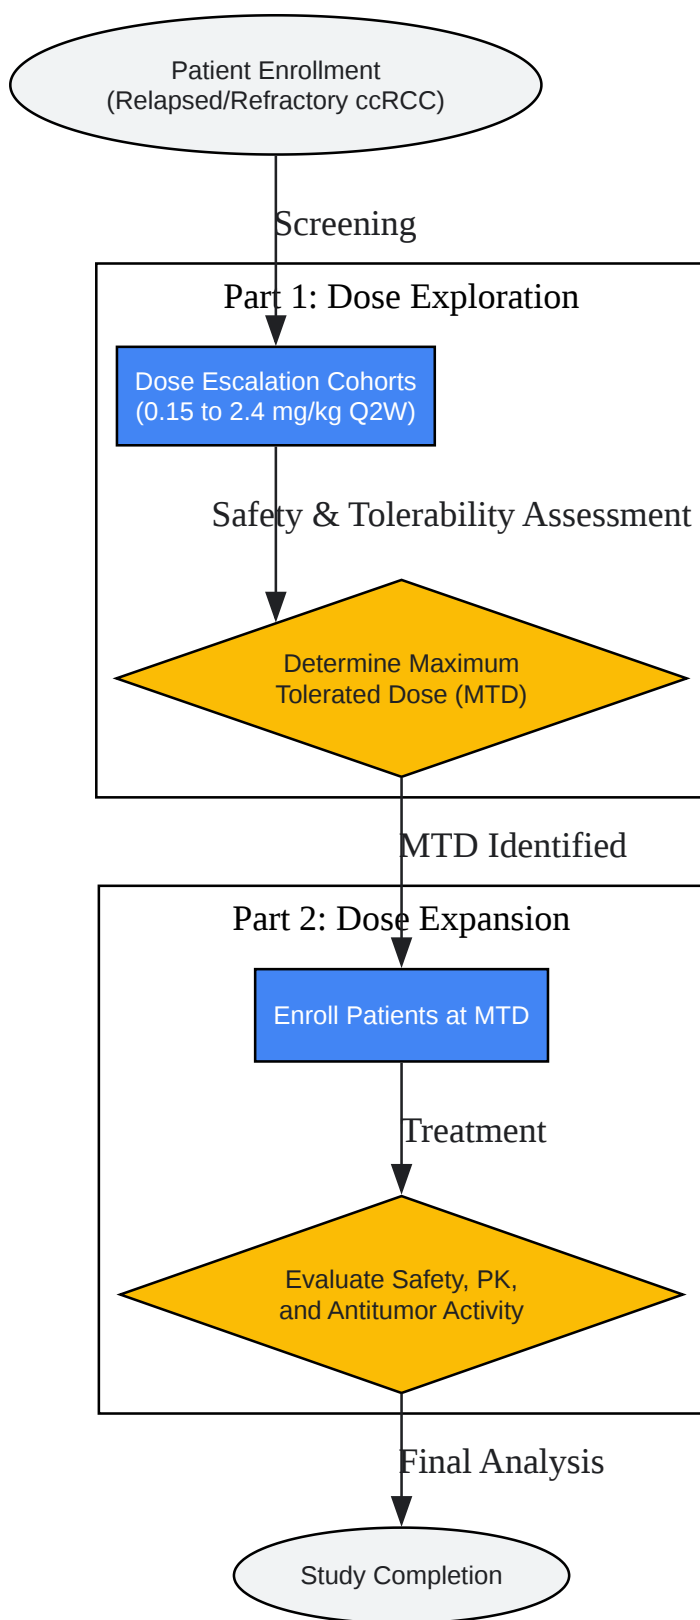 Patient Enrollment
(Relapsed/Refractory ccRCC)
Screening
Part 1: Dose Exploration
Dose Escalation Cohorts
(0.15 to 2.4 mg/kg Q2W)
Safety & Tolerability Assessment
Determine Maximum
Tolerated Dose (MTD)
MTD Identified
Part 2: Dose Expansion
Enroll Patients at MTD
Treatment
Evaluate Safety, PK,
and Antitumor Activity
Final Analysis
Study Completion